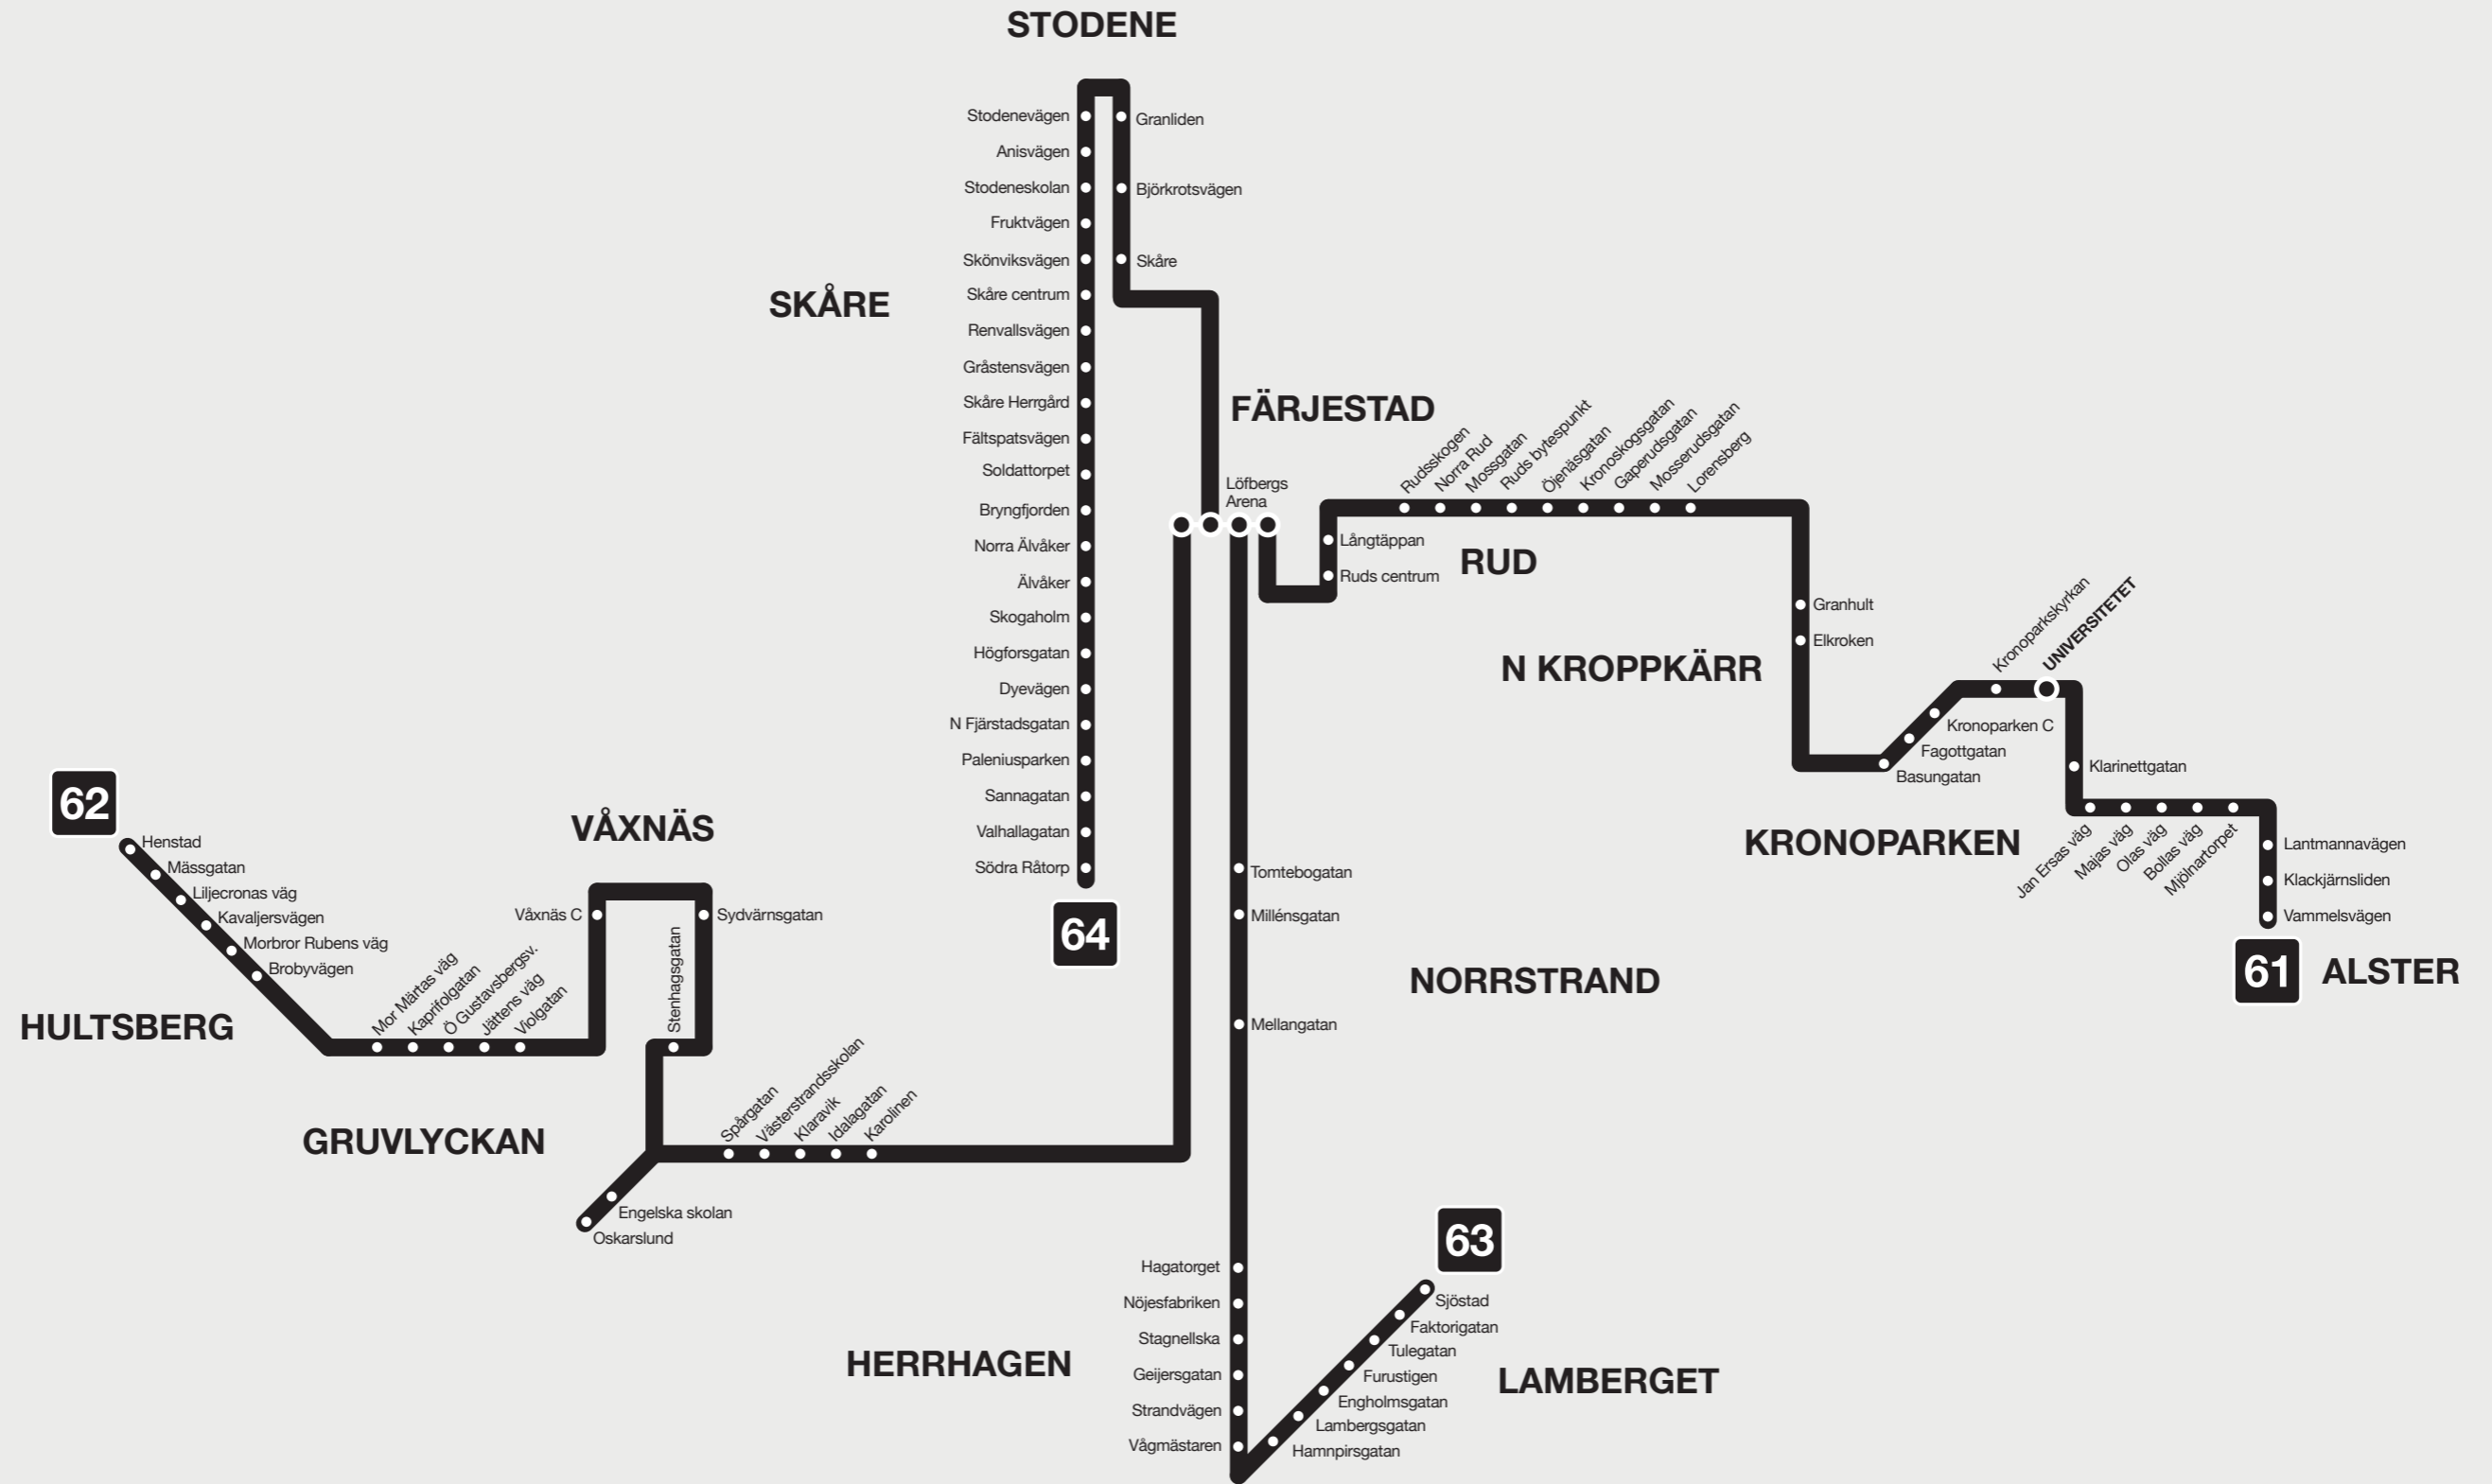 STODENE
Stodenevägen
Granliden
Anisvägen
Stodeneskolan
Björkrotsvägen
Fruktvägen
Skönviksvägen
Skåre
SKÅRE
Skåre centrum
Renvallsvägen
Gråstensvägen
Skåre Herrgård
Fältspatsvägen
Soldattorpet
Bryngfjorden
Norra Älvåker
Älvåker
Skogaholm
Högforsgatan
Dyevägen
N Fjärstadsgatan
Paleniusparken
Sannagatan
Valhallagatan
Södra Råtorp
64
FÄRJESTAD
Löfbergs
Arena
Rudsskogen
Norra Rud
Mossgatan
Ruds bytespunkt
Öjenäsgatan
Kronoskogsgatan
Gaperudsgatan
Mosserudsgatan
Lorensberg
Långtäppan
Ruds centrum
RUD
Granhult
Elkroken
N KROPPKÄRR
Kronoparkskyrkan
UNIVERSITETET
Kronoparken C
Fagottgatan
Basungatan
Klarinettgatan
KRONOPARKEN
Jan Ersas väg
Majas väg
Olas väg
Bollas väg
Mjölnartorpet
Lantmannavägen
Klackjärnsliden
Vammelsvägen
61
ALSTER
62
Henstad
Mässgatan
Liljecronas väg
Kavaljersvägen
Morbror Rubens väg
Brobyvägen
HULTSBERG
Mor Märtas väg
Kaprifolgatan
Ö Gustavsbergsv.
Jättens väg
Violgatan
VÅXNÄS
Våxnäs C
Sydvärnsgatan
Stenhagsgatan
GRUVLYCKAN
Spårgatan
Västerstrandsskolan
Klaravik
Idalagatan
Karolinen
Engelska skolan
Oskarslund
Tomtebogatan
Millénsgatan
NORRSTRAND
Mellangatan
Hagatorget
Nöjesfabriken
Stagnellska
Geijersgatan
Strandvägen
Vågmästaren
HERRHAGEN
63
Sjöstad
Faktorigatan
Tulegatan
Furustigen
Engholmsgatan
Lambergsgatan
Hamnpirsgatan
LAMBERGET